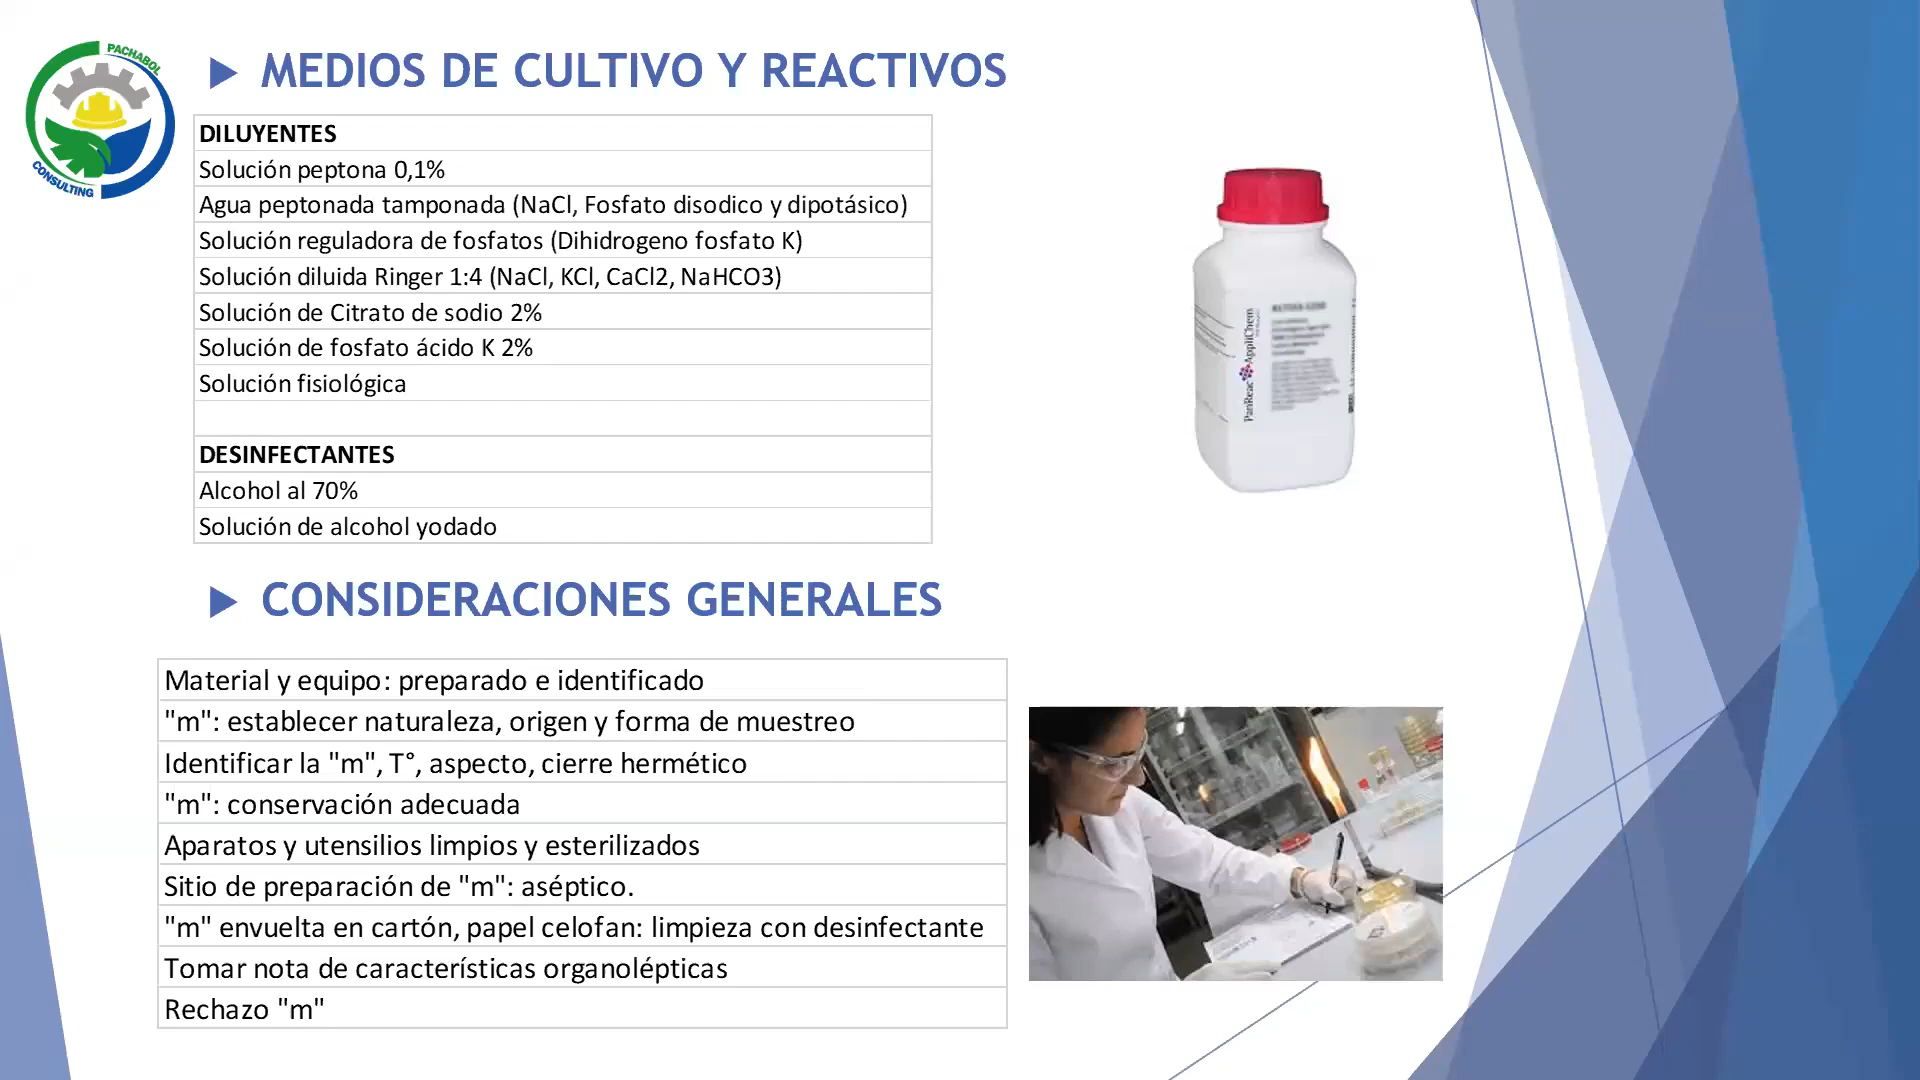 PACHABOL
CONSULTING
MEDIOS DE CULTIVO Y REACTIVOS
DILUYENTES
Solución peptona 0,1%
Agua peptonada tamponada (NaCl, Fosfato disodico y dipotásico)
Solución reguladora de fosfatos (Dihidrogeno fosfato K)
Solución diluida Ringer 1:4 (NaCl, KCl, CaCl2, NaHCO3)
Solución de Citrato de sodio 2%
Solución de fosfato ácido K 2%
Solución fisiológica
DESINFECTANTES
Alcohol al 70%
Solución de alcohol yodado
PanReac AppliChem
CONSIDERACIONES GENERALES
Material y equipo: preparado e identificado
"m": establecer naturaleza, origen y forma de muestreo
Identificar la "m", T°, aspecto, cierre hermético
"m": conservación adecuada
Aparatos y utensilios limpios y esterilizados
Sitio de preparación de "m": aséptico.
"m" envuelta en cartón, papel celofan: limpieza con desinfectante
Tomar nota de características organolépticas
Rechazo "m"